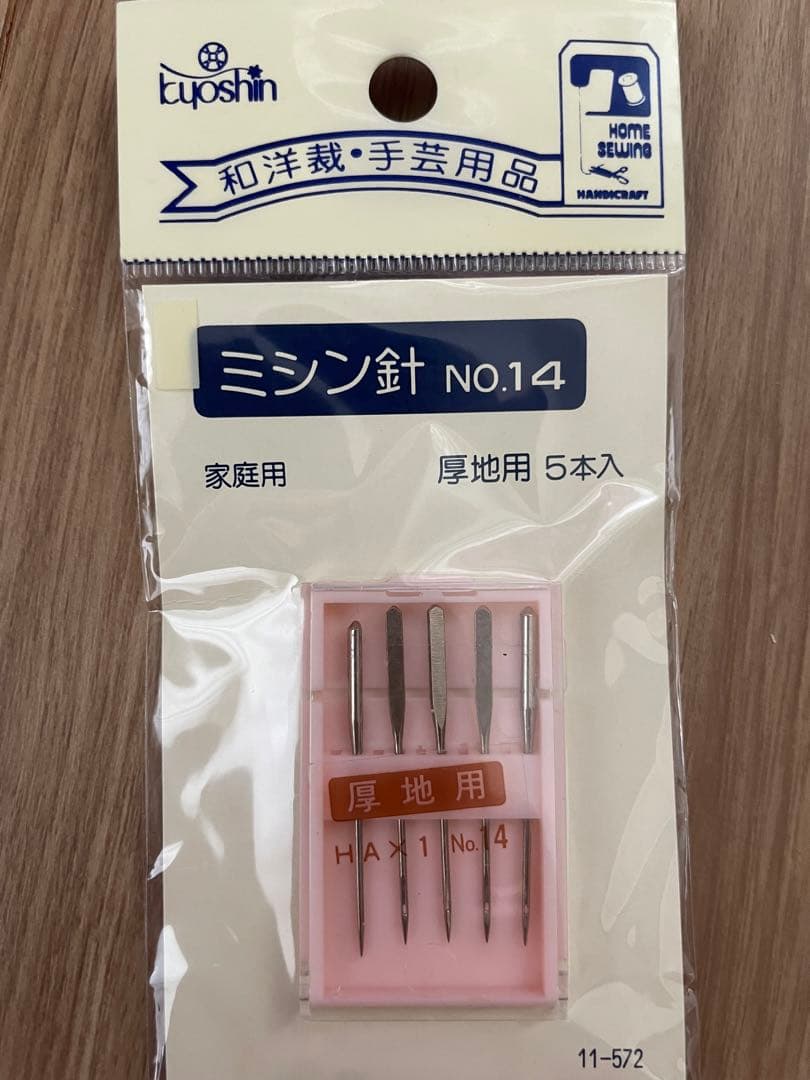 kyoshin
和洋裁・手芸用品
HOME
SEWING
HANDICRAFT
ミシン針 NO.14
家庭用
厚地用 5本入
厚地用
HA×1 No.14
11-572